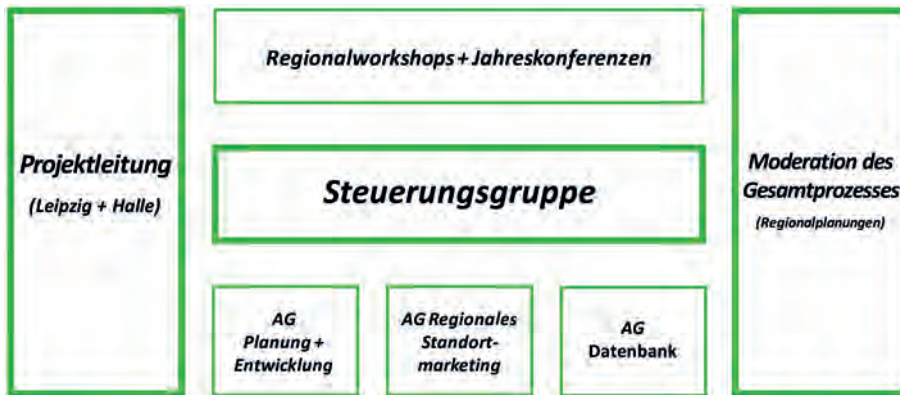 Projektleitung
(Leipzig + Halle)
Regionalworkshops + Jahreskonferenzen
Steuerungsgruppe
AG
Planung +
Entwicklung
AG Regionales
Standort-
marketing
AG
Datenbank
Moderation des
Gesamtprozesses
(Regionalplanungen)